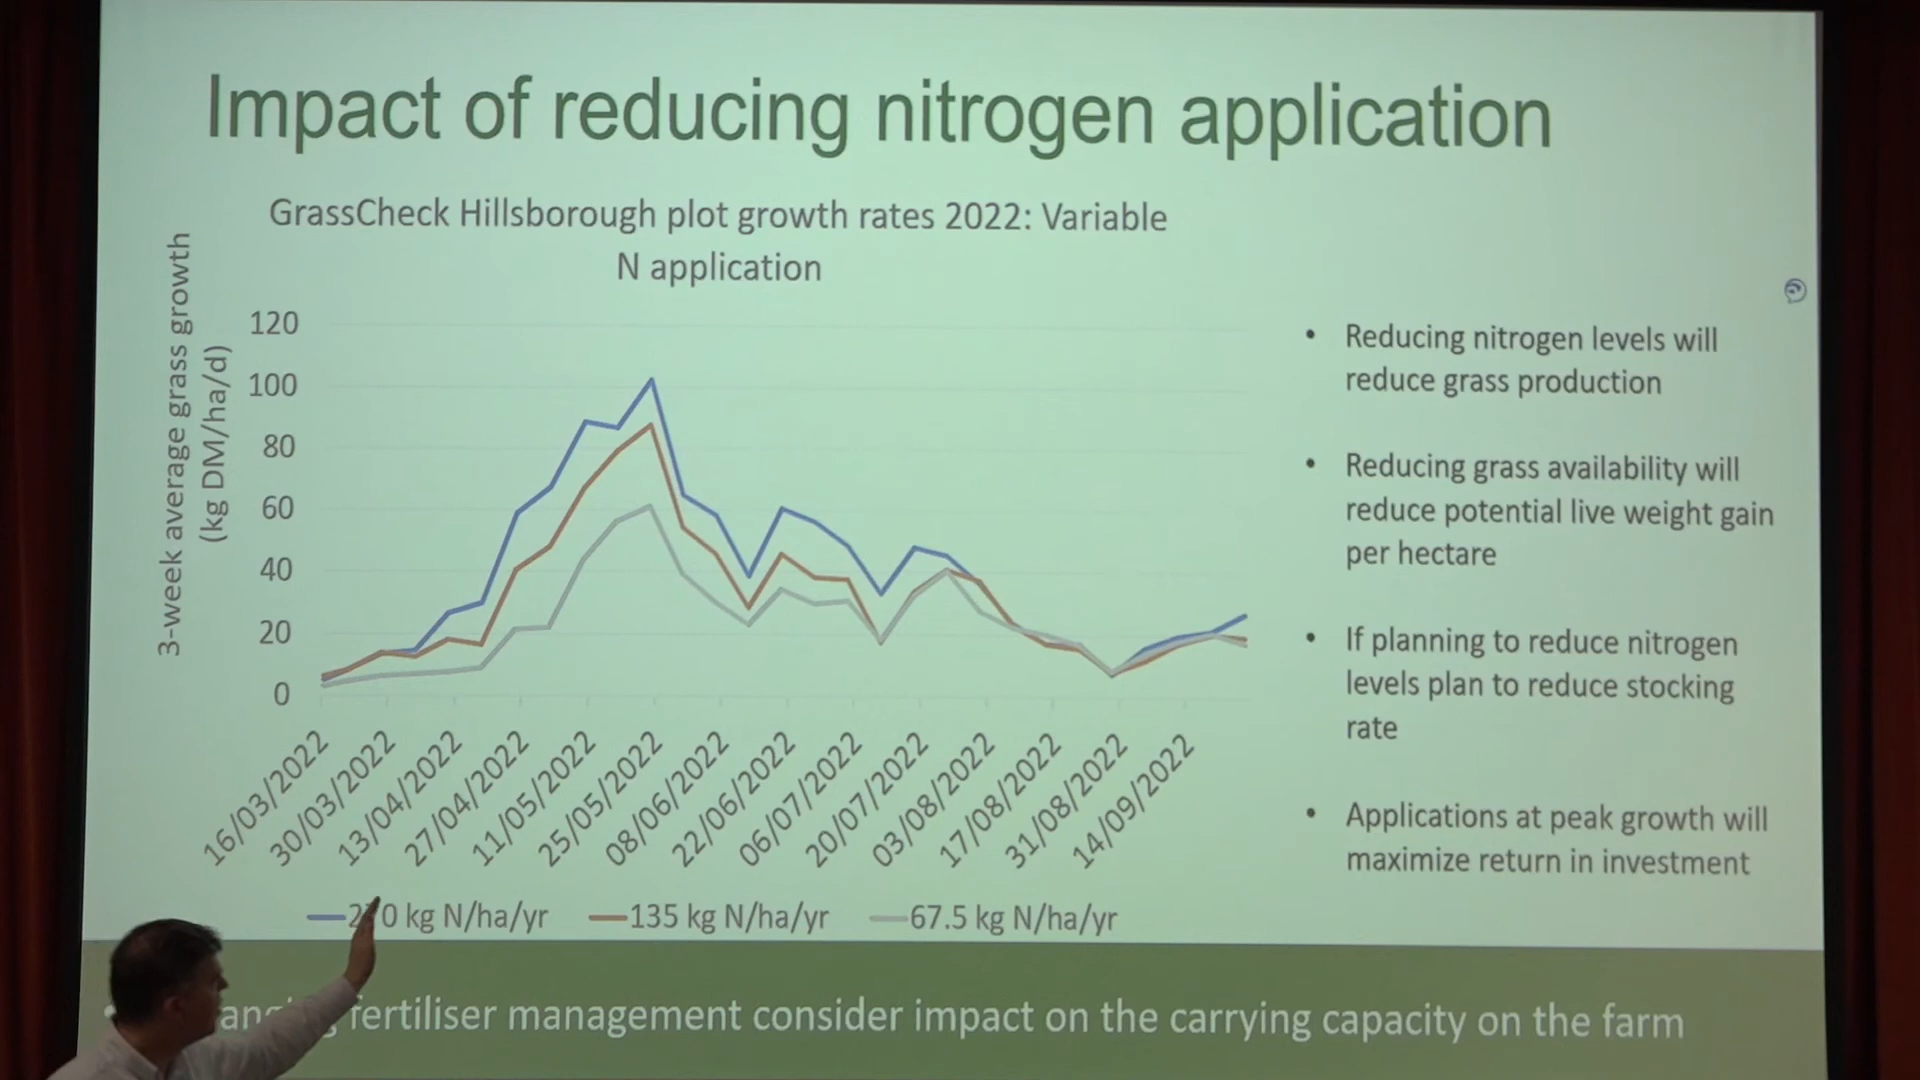 Impact of reducing nitrogen application
GrassCheck Hillsborough plot growth rates 2022: Variable
N application
3-week average grass growth
(kg DM/ha/d)
120
100
80
60
40
20
0
16/03/2022
30/03/2022
13/04/2022
27/04/2022
11/05/2022
25/05/2022
08/06/2022
22/06/2022
06/07/2022
20/07/2022
03/08/2022
17/08/2022
31/08/2022
14/09/2022
kg N/ha/yr
135 kg N/ha/yr
67.5 kg N/ha/yr
• Reducing nitrogen levels will
reduce grass production
• Reducing grass availability will
reduce potential live weight gain
per hectare
• If planning to reduce nitrogen
levels plan to reduce stocking
rate
• Applications at peak growth will
maximize return in investment
fertiliser management consider impact on the carrying capacity on the farm